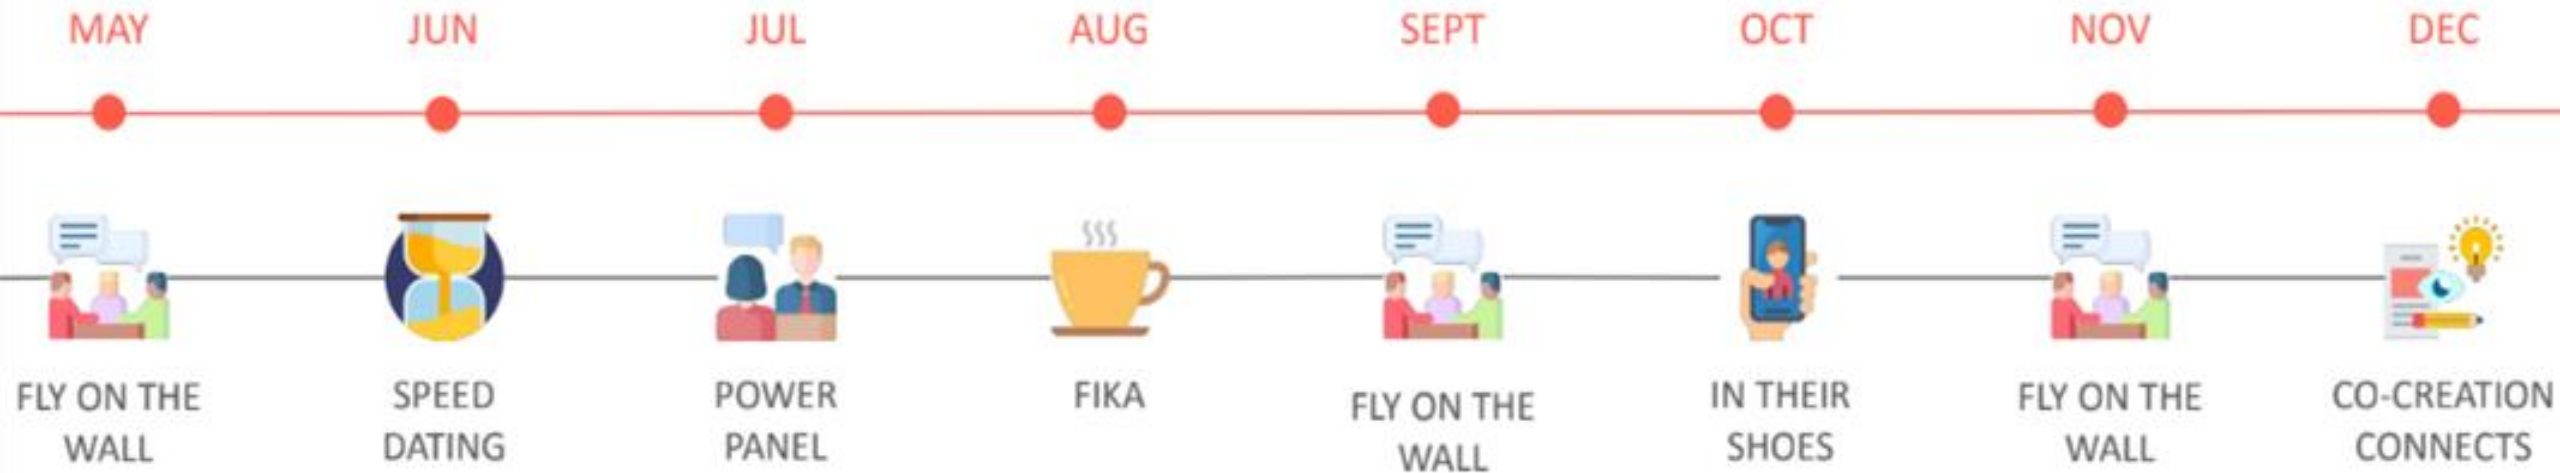 MAY JUN JUL AUG SEPT OCT NOV DEC
FLY ON THE
WALL
SPEED
DATING
POWER
PANEL
FIKA
FLY ON THE
WALL
IN THEIR
SHOES
FLY ON THE
WALL
CO-CREATION
CONNECTS